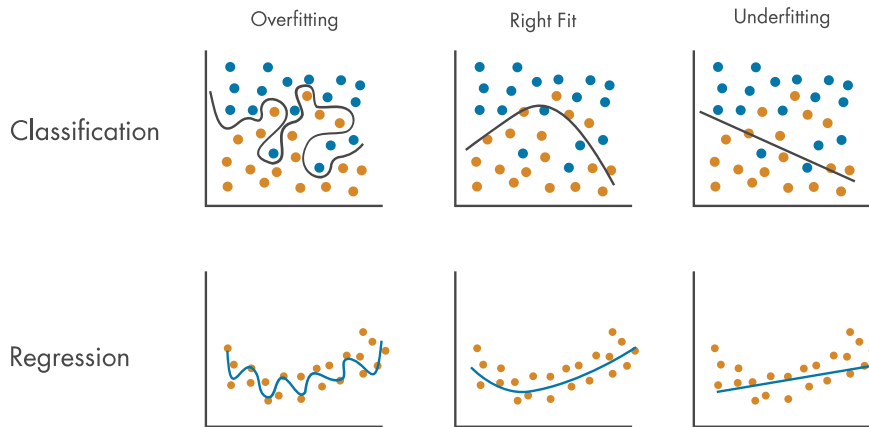 Overfitting
Right Fit
Underfitting
Classification
Regression